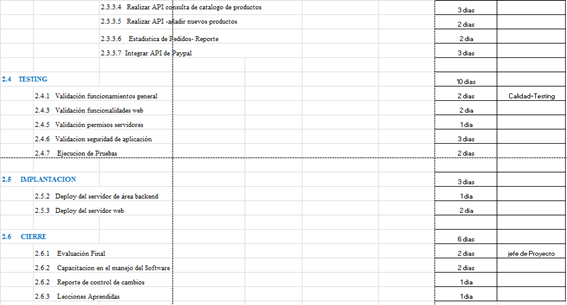 2.3.3.4 Realizar API consulta de catalogo de productos 3 dias
2.3.3.5 Realizar API -añadir nuevos productos 2 dias
2.3.3.6 Estadistica de Pedidos- Reporte 2 dia
2.3.3.7 Integrar API de Paypal 3 dias
2.4 TESTING 10 dias
2.4.1 Validación funcionamientos general 2 dias Calidad-Testing
2.4.3 Validación funcionalidades web 2 dia
2.4.5 Validación permisos servidores 1 dia
2.4.6 Validacion seguridad de aplicación 3 dias
2.4.7 Ejecucion de Pruebas 2 dias
2.5 IMPLANTACION 3 dias
2.5.2 Deploy del servidor de área backend 1 dia
2.5.3 Deploy del servidor web 2 dia
2.6 CIERRE 6 dias
2.6.1 Evaluación Final 2 dias jefe de Proyecto
2.6.2 Capacitacion en el manejo del Software 2 dias
2.6.2 Reporte de control de cambios 1 dia
2.6.3 Lecciones Aprendidas 1 dia